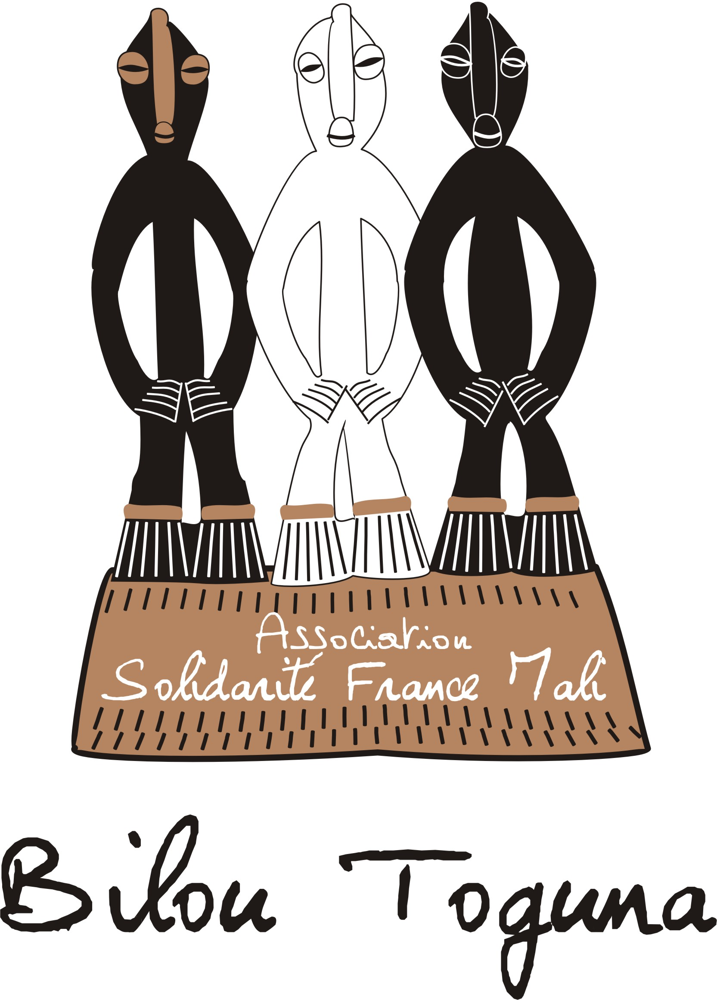 Association
Solidarité France Mali
Bilou Toguna